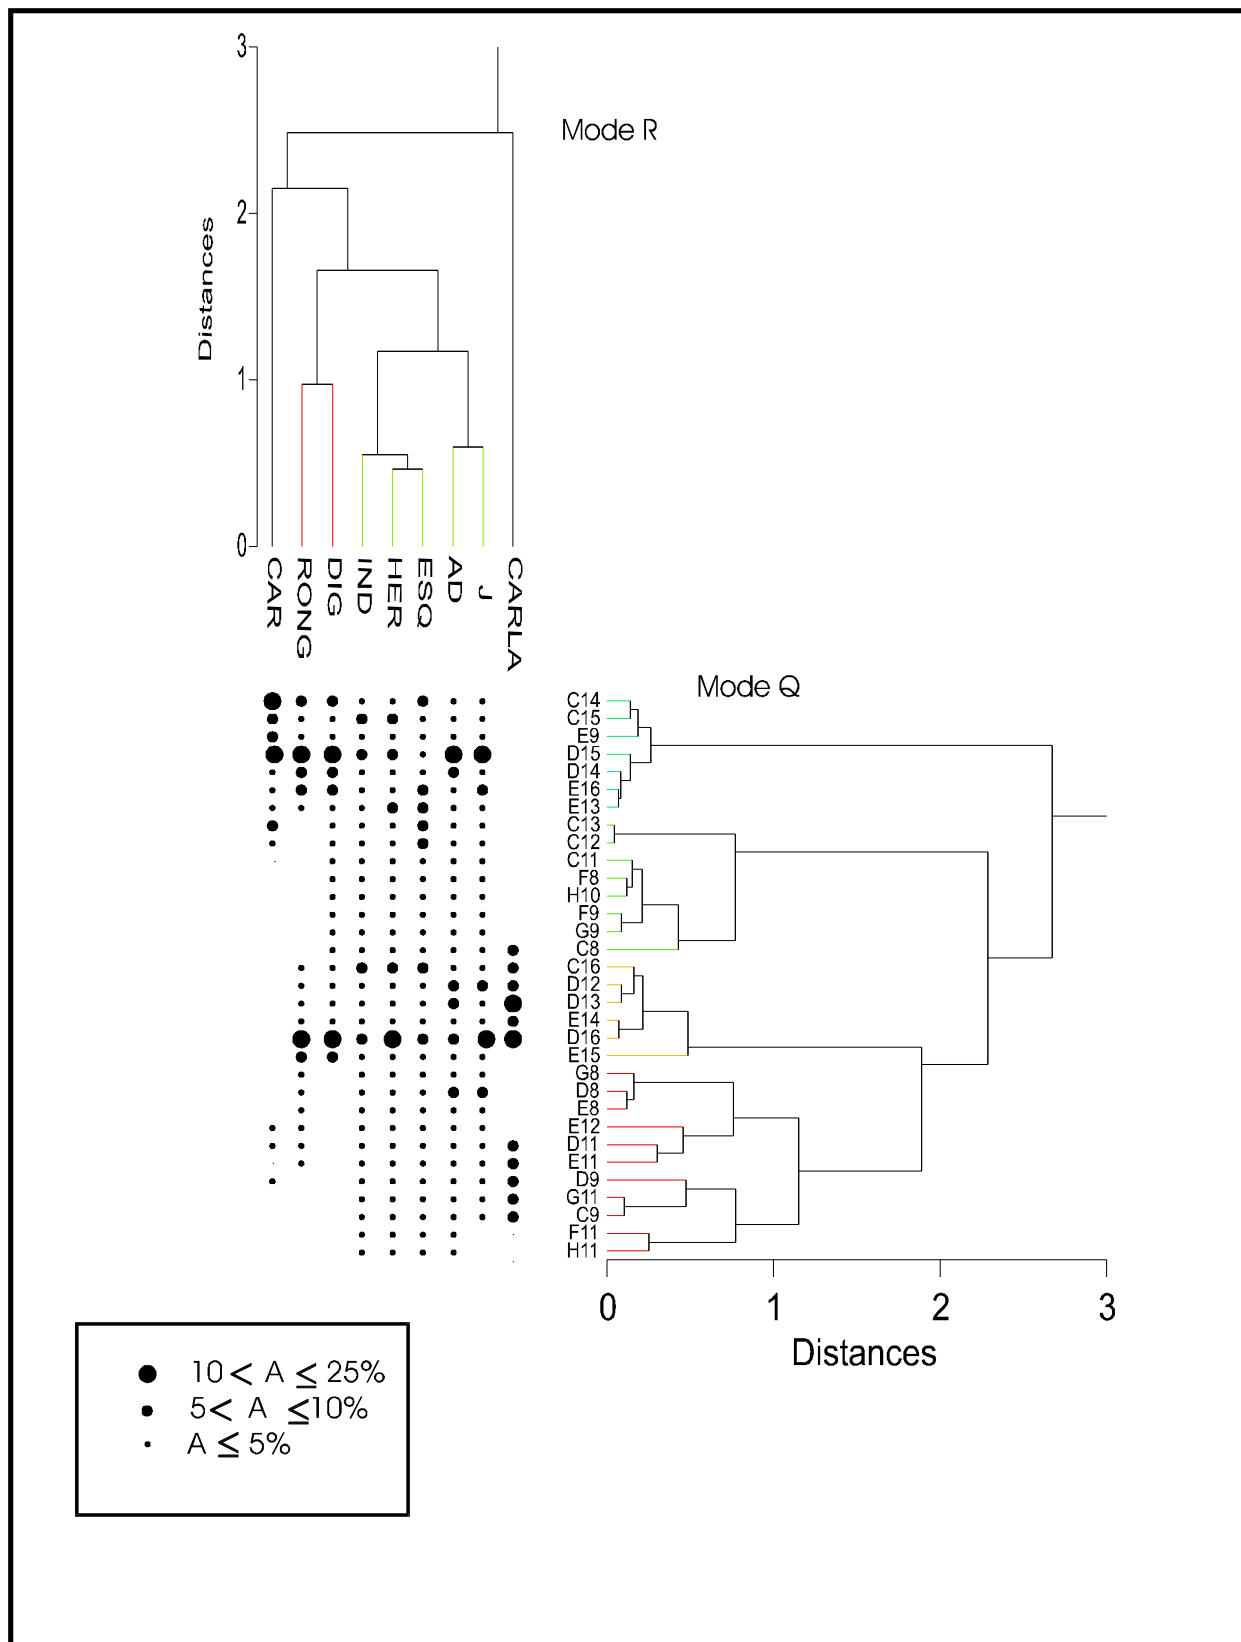 3
Mode R
2
Distances
1
0
CAR
RONG
DIG
IND
HER
ESQ
AD
J
CARLA
Mode Q
C14
C15
E9
D15
D14
E16
E13
C13
C12
C11
F8
H10
F9
G9
C8
C16
D12
D13
E14
D16
E15
G8
D8
E8
E12
D11
E11
D9
G11
C9
F11
H11
0 1 2 3
Distances
10 < A ≤ 25%
5 < A ≤ 10%
A ≤ 5%